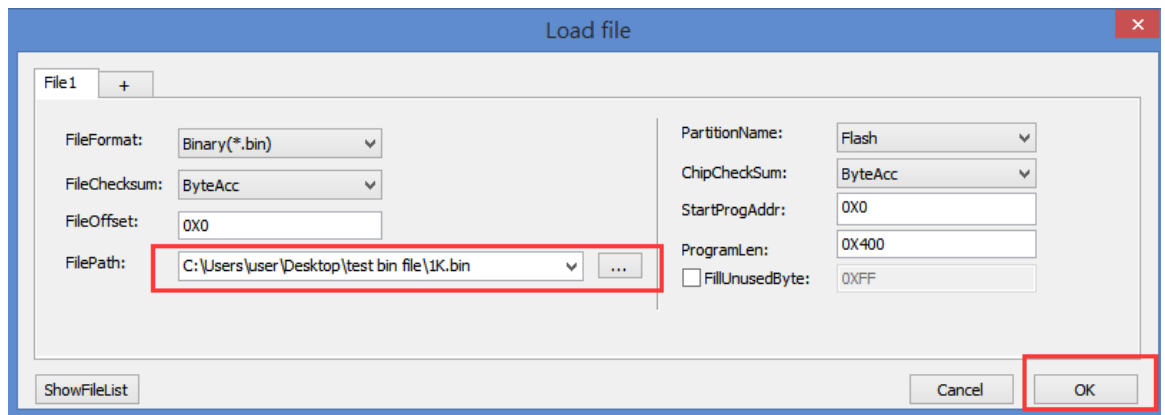 Load file
File1
+
FileFormat:
Binary(*.bin)
FileChecksum:
ByteAcc
FileOffset:
0X0
FilePath:
C:\Users\user\Desktop\test bin file\1K.bin
...
PartitionName:
Flash
ChipCheckSum:
ByteAcc
StartProgAddr:
0X0
ProgramLen:
0X400
FillUnusedByte:
0XFF
ShowFileList
Cancel
OK